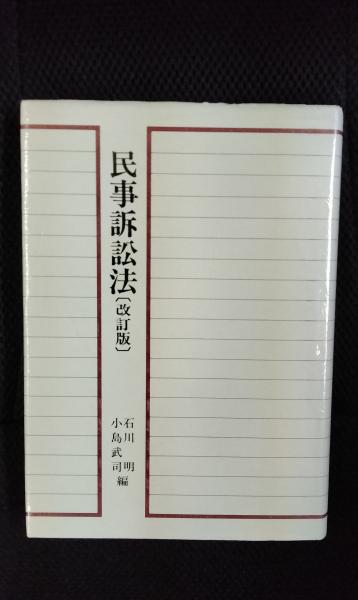 民事訴訟法〔改訂版〕
石川 明
小島武司 編